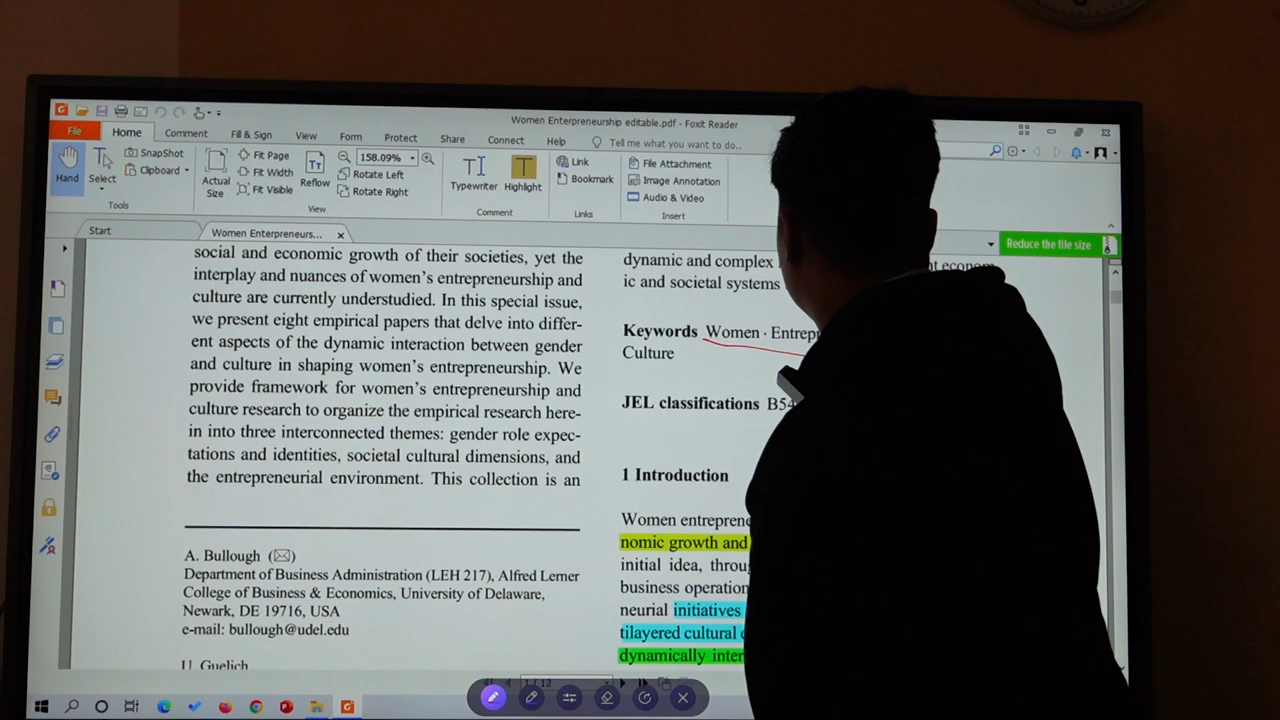 Women Enterpreneurship editable.pdf - Foxit Reader
File Home Comment Fill & Sign View Form Protect Share Connect Help Tell me what you want to do..
Hand
Select
SnapShot
Clipboard
Tools
Actual Size
Fit Page
Fit Width
Fit Visible
Reflow
158.09%
Rotate Left
Rotate Right
View
Typewriter
Highlight
Comment
Link
Bookmark
Links
File Attachment
Image Annotation
Audio & Video
Insert
Start
Women Enterpreneurs...
Reduce the file size
social and economic growth of their societies, yet the
interplay and nuances of women's entrepreneurship and
culture are currently understudied. In this special issue,
we present eight empirical papers that delve into differ-
ent aspects of the dynamic interaction between gender
and culture in shaping women's entrepreneurship. We
provide framework for women's entrepreneurship and
culture research to organize the empirical research here-
in into three interconnected themes: gender role expec-
tations and identities, societal cultural dimensions, and
the entrepreneurial environment. This collection is an
A. Bullough
Department of Business Administration (LEH 217), Alfred Lerner
College of Business & Economics, University of Delaware,
Newark, DE 19716, USA
e-mail: bullough@udel.edu
U. Guelich
dynamic and complex econom-
ic and societal systems
Keywords Women · Entrep
Culture
JEL classifications B54
1 Introduction
Women entreprene
nomic growth and
initial idea, throu
business operation
neurial initiatives
tilayered cultural
dynamically inter
1 / 12